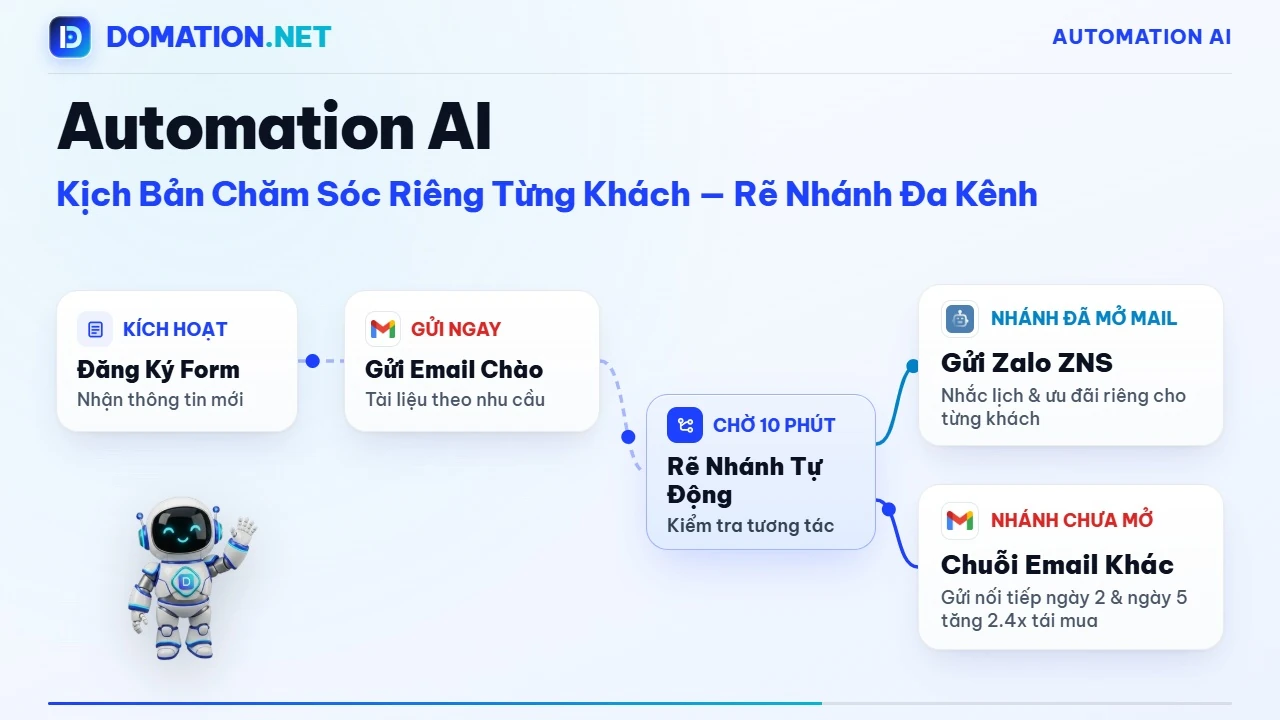 DOMATION.NET
AUTOMATION AI
Automation AI
Kịch Bản Chăm Sóc Riêng Từng Khách — Rẽ Nhánh Đa Kênh
KÍCH HOẠT
Đăng Ký Form
Nhận thông tin mới
GỬI NGAY
Gửi Email Chào
Tài liệu theo nhu cầu
CHỜ 10 PHÚT
Rẽ Nhánh Tự
Động
Kiểm tra tương tác
NHÁNH ĐÃ MỞ MAIL
Gửi Zalo ZNS
Nhắc lịch & ưu đãi riêng cho
từng khách
NHÁNH CHƯA MỞ
Chuỗi Email Khác
Gửi nối tiếp ngày 2 & ngày 5
tăng 2.4x tái mua